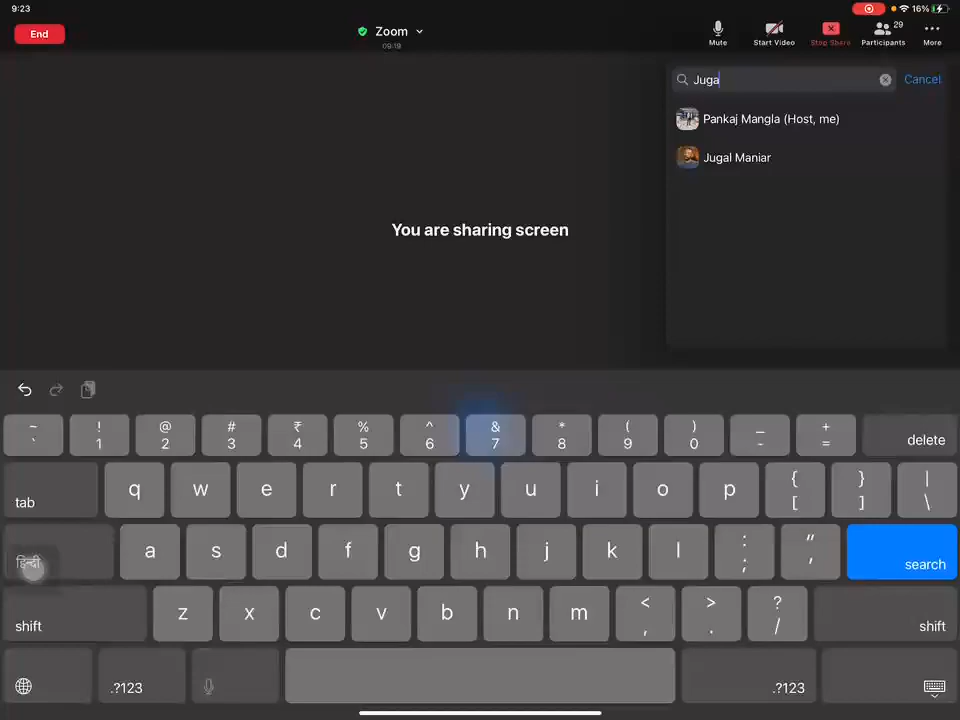 9:23
16%
End
Zoom
09:19
Mute
Start Video
Stop Share
29
Participants
More
Juga
Cancel
Pankaj Mangla (Host, me)
Jugal Maniar
You are sharing screen
~ ! @ # ₹ % ^ & * ( ) _ +
` 1 2 3 4 5 6 7 8 9 0 - = delete
tab q w e r t y u i o p { [ } ] | \
हिन्दी a s d f g h j k l : ; " ' search
shift z x c v b n m < , > . ? / shift
.?123 .?123